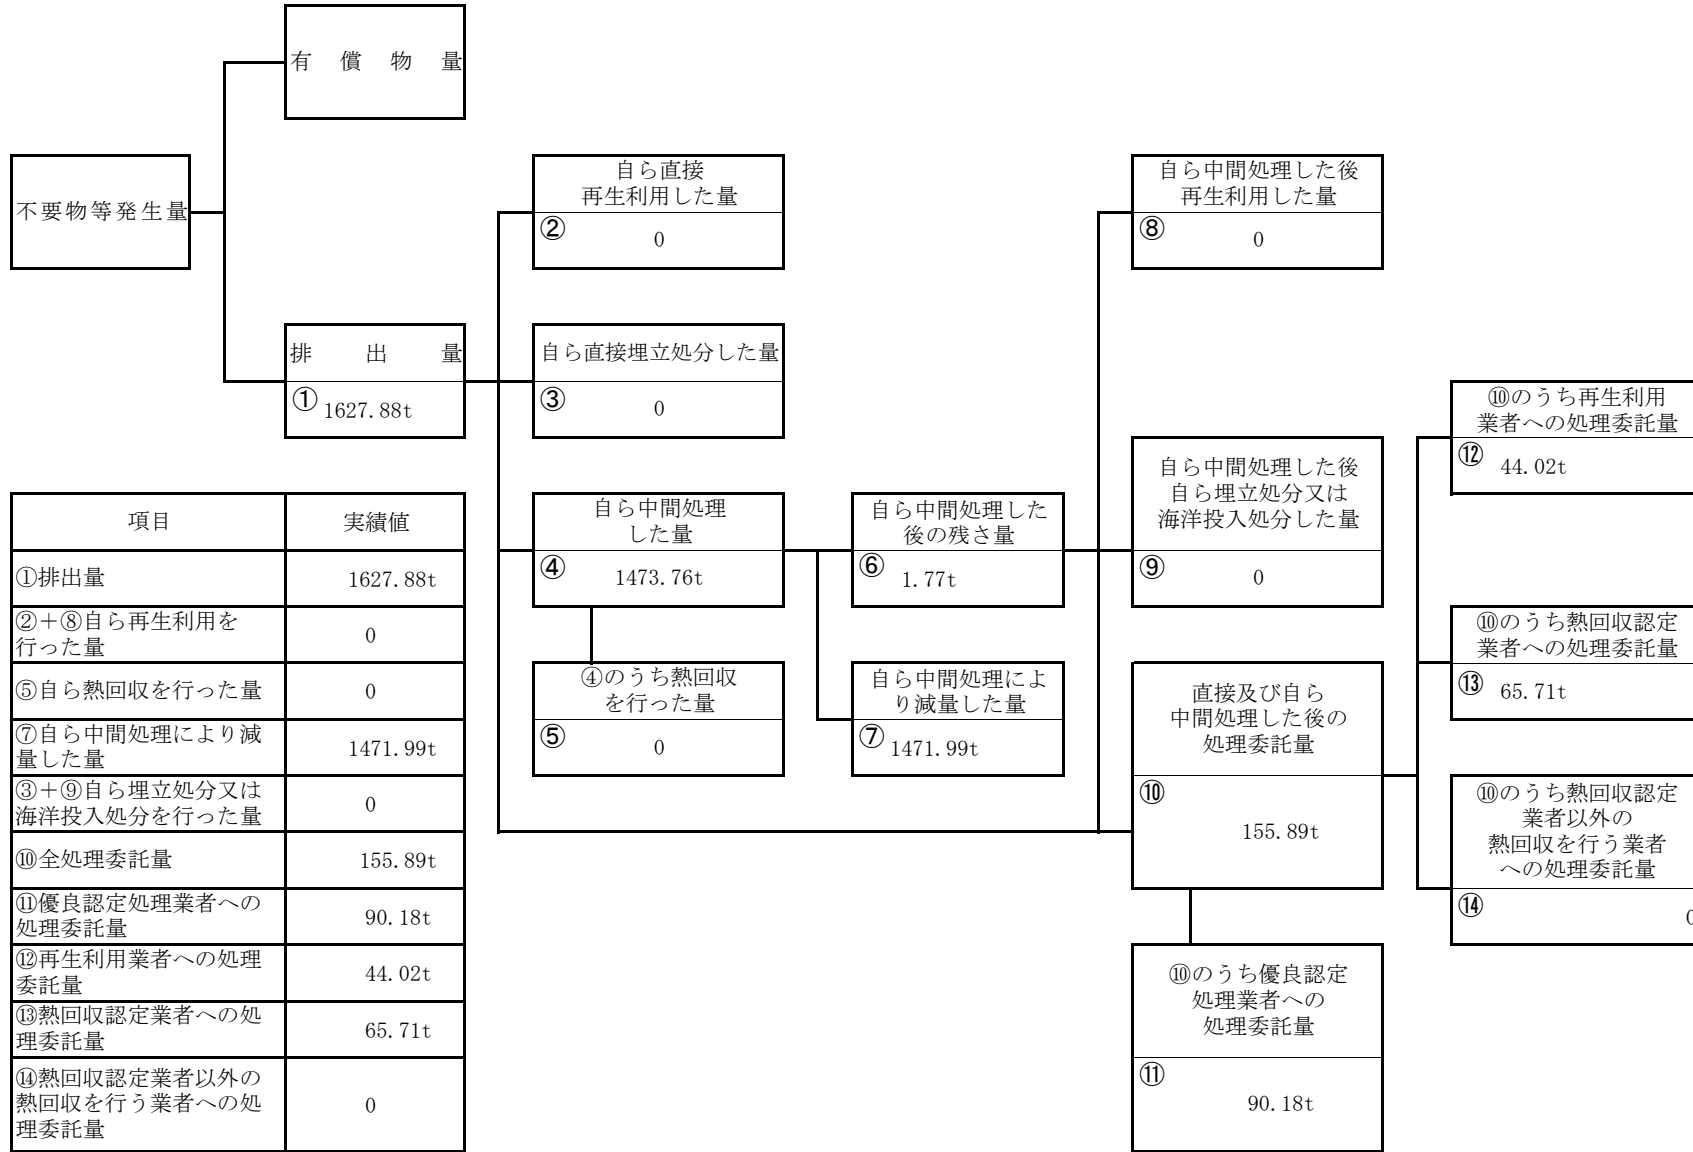 有償物量
不要物等発生量
排出量
① 1627.88t
自ら直接
再生利用した量
② 0
自ら直接埋立処分した量
③ 0
自ら中間処理
した量
④ 1473.76t
④のうち熱回収
を行った量
⑤ 0
自ら中間処理した
後の残さ量
⑥ 1.77t
自ら中間処理によ
り減量した量
⑦ 1471.99t
自ら中間処理した後
再生利用した量
⑧ 0
自ら中間処理した後
自ら埋立処分又は
海洋投入処分した量
⑨ 0
直接及び自ら
中間処理した後の
処理委託量
⑩
155.89t
⑩のうち優良認定
処理業者への
処理委託量
⑪
90.18t
⑩のうち再生利用
業者への処理委託量
⑫ 44.02t
⑩のうち熱回収認定
業者への処理委託量
⑬ 65.71t
⑩のうち熱回収認定
業者以外の
熱回収を行う業者
への処理委託量
⑭ 0
項目 実績値
①排出量 1627.88t
②＋⑧自ら再生利用を
行った量 0
⑤自ら熱回収を行った量 0
⑦自ら中間処理により減
量した量 1471.99t
③＋⑨自ら埋立処分又は
海洋投入処分を行った量 0
⑩全処理委託量 155.89t
⑪優良認定処理業者への
処理委託量 90.18t
⑫再生利用業者への処理
委託量 44.02t
⑬熱回収認定業者への処
理委託量 65.71t
⑭熱回収認定業者以外の
熱回収を行う業者への処
理委託量 0